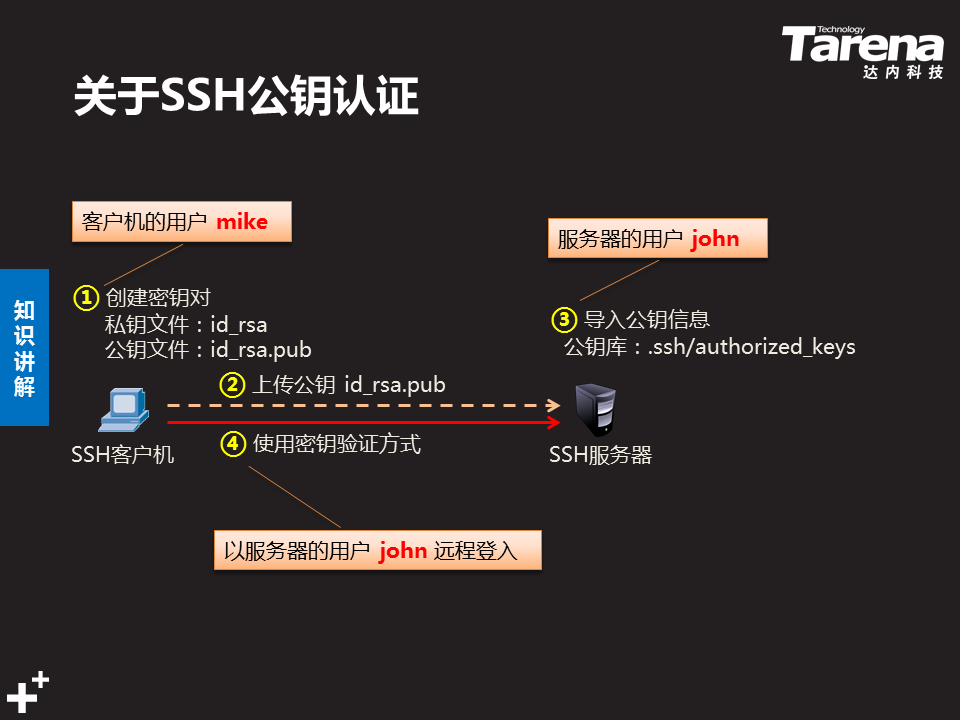 Technology
Tarena
达内科技
关于SSH公钥认证
客户机的用户 mike
服务器的用户 john
知识讲解
① 创建密钥对
私钥文件：id_rsa
公钥文件：id_rsa.pub
③ 导入公钥信息
公钥库：.ssh/authorized_keys
② 上传公钥 id_rsa.pub
④ 使用密钥验证方式
SSH客户机
SSH服务器
以服务器的用户 john 远程登入